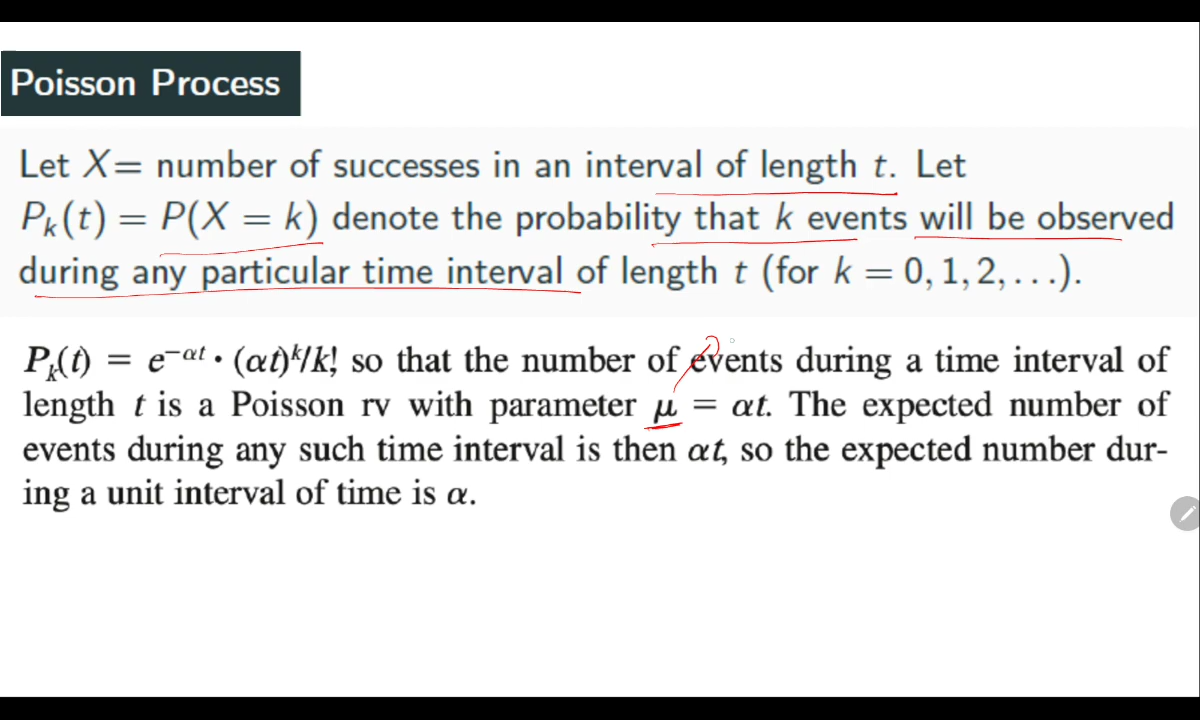 Poisson Process
Let X= number of successes in an interval of length t. Let
Pk(t) = P(X = k) denote the probability that k events will be observed
during any particular time interval of length t (for k = 0, 1, 2, . . .).
Pk(t) = e^−αt · (αt)^k/k! so that the number of events during a time interval of
length t is a Poisson rv with parameter μ = αt. The expected number of
events during any such time interval is then αt, so the expected number dur-
ing a unit interval of time is α.